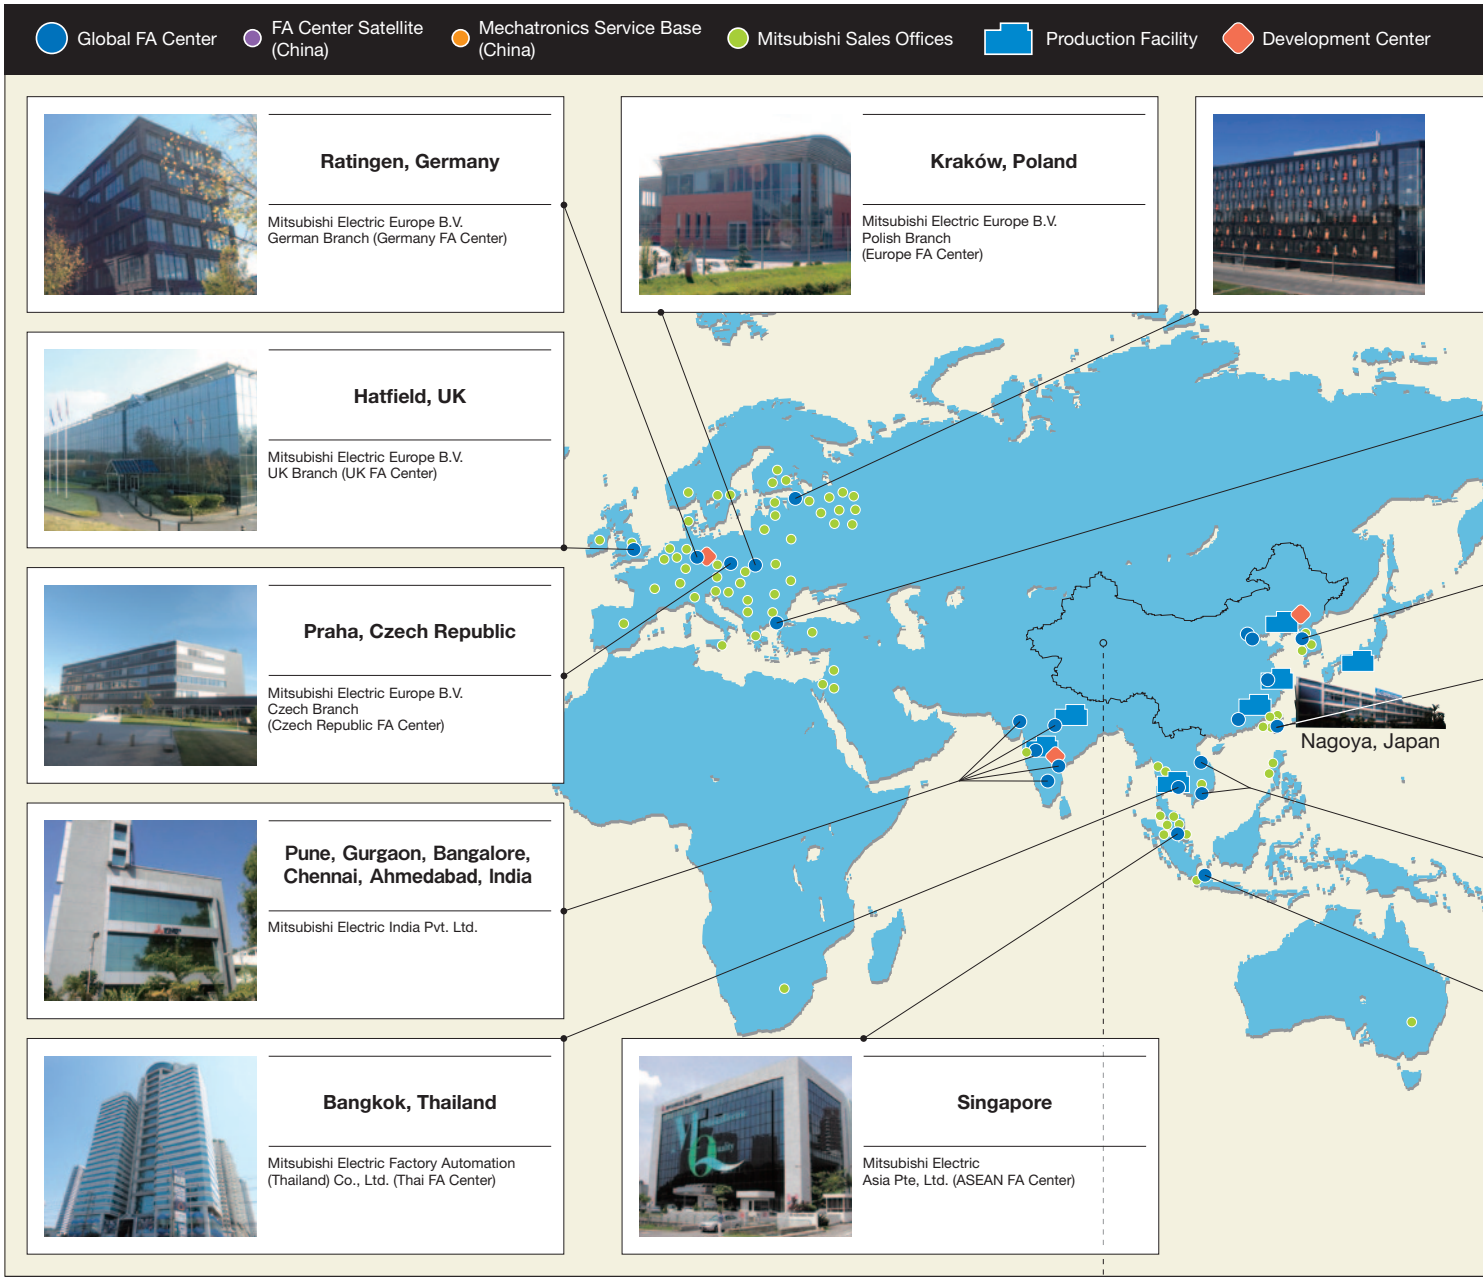 Global FA Center
FA Center Satellite
(China)
Mechatronics Service Base
(China)
Mitsubishi Sales Offices
Production Facility
Development Center
Ratingen, Germany
Mitsubishi Electric Europe B.V.
German Branch (Germany FA Center)
Kraków, Poland
Mitsubishi Electric Europe B.V.
Polish Branch
(Europe FA Center)
Hatfield, UK
Mitsubishi Electric Europe B.V.
UK Branch (UK FA Center)
Praha, Czech Republic
Mitsubishi Electric Europe B.V.
Czech Branch
(Czech Republic FA Center)
Nagoya, Japan
Pune, Gurgaon, Bangalore,
Chennai, Ahmedabad, India
Mitsubishi Electric India Pvt. Ltd.
Bangkok, Thailand
Mitsubishi Electric Factory Automation
(Thailand) Co., Ltd. (Thai FA Center)
Singapore
Mitsubishi Electric
Asia Pte, Ltd. (ASEAN FA Center)